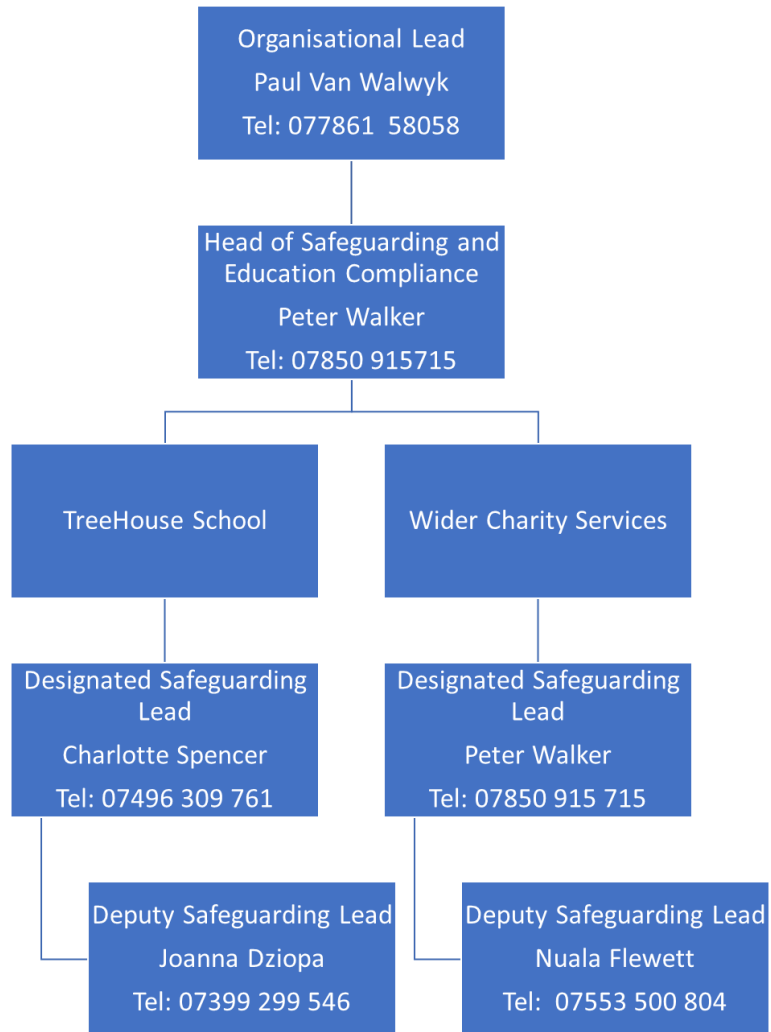 Organisational Lead
Paul Van Walwyk
Tel: 077861  58058
Head of Safeguarding and
Education Compliance
Peter Walker
Tel: 07850 915715
TreeHouse School
Wider Charity Services
Designated Safeguarding
Lead
Charlotte Spencer
Tel: 07496 309 761
Designated Safeguarding
Lead
Peter Walker
Tel: 07850 915 715
Deputy Safeguarding Lead
Joanna Dziopa
Tel: 07399 299 546
Deputy Safeguarding Lead
Nuala Flewett
Tel:  07553 500 804